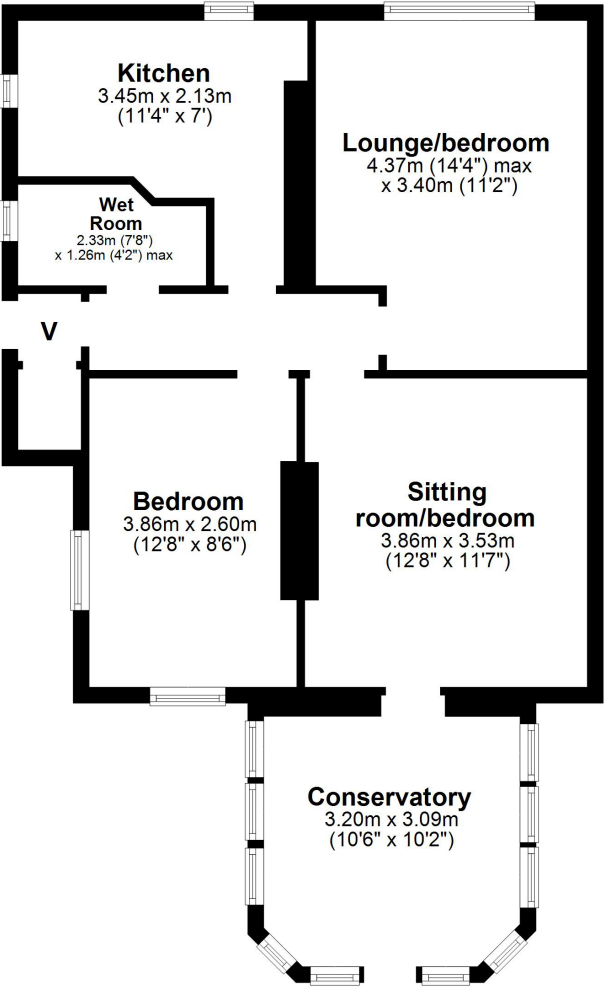 Kitchen
3.45m x 2.13m
(11'4" x 7')
Lounge/bedroom
4.37m (14'4") max
x 3.40m (11'2")
Wet
Room
2.33m (7'8")
x 1.26m (4'2") max
V
Bedroom
3.86m x 2.60m
(12'8" x 8'6")
Sitting
room/bedroom
3.86m x 3.53m
(12'8" x 11'7")
Conservatory
3.20m x 3.09m
(10'6" x 10'2")